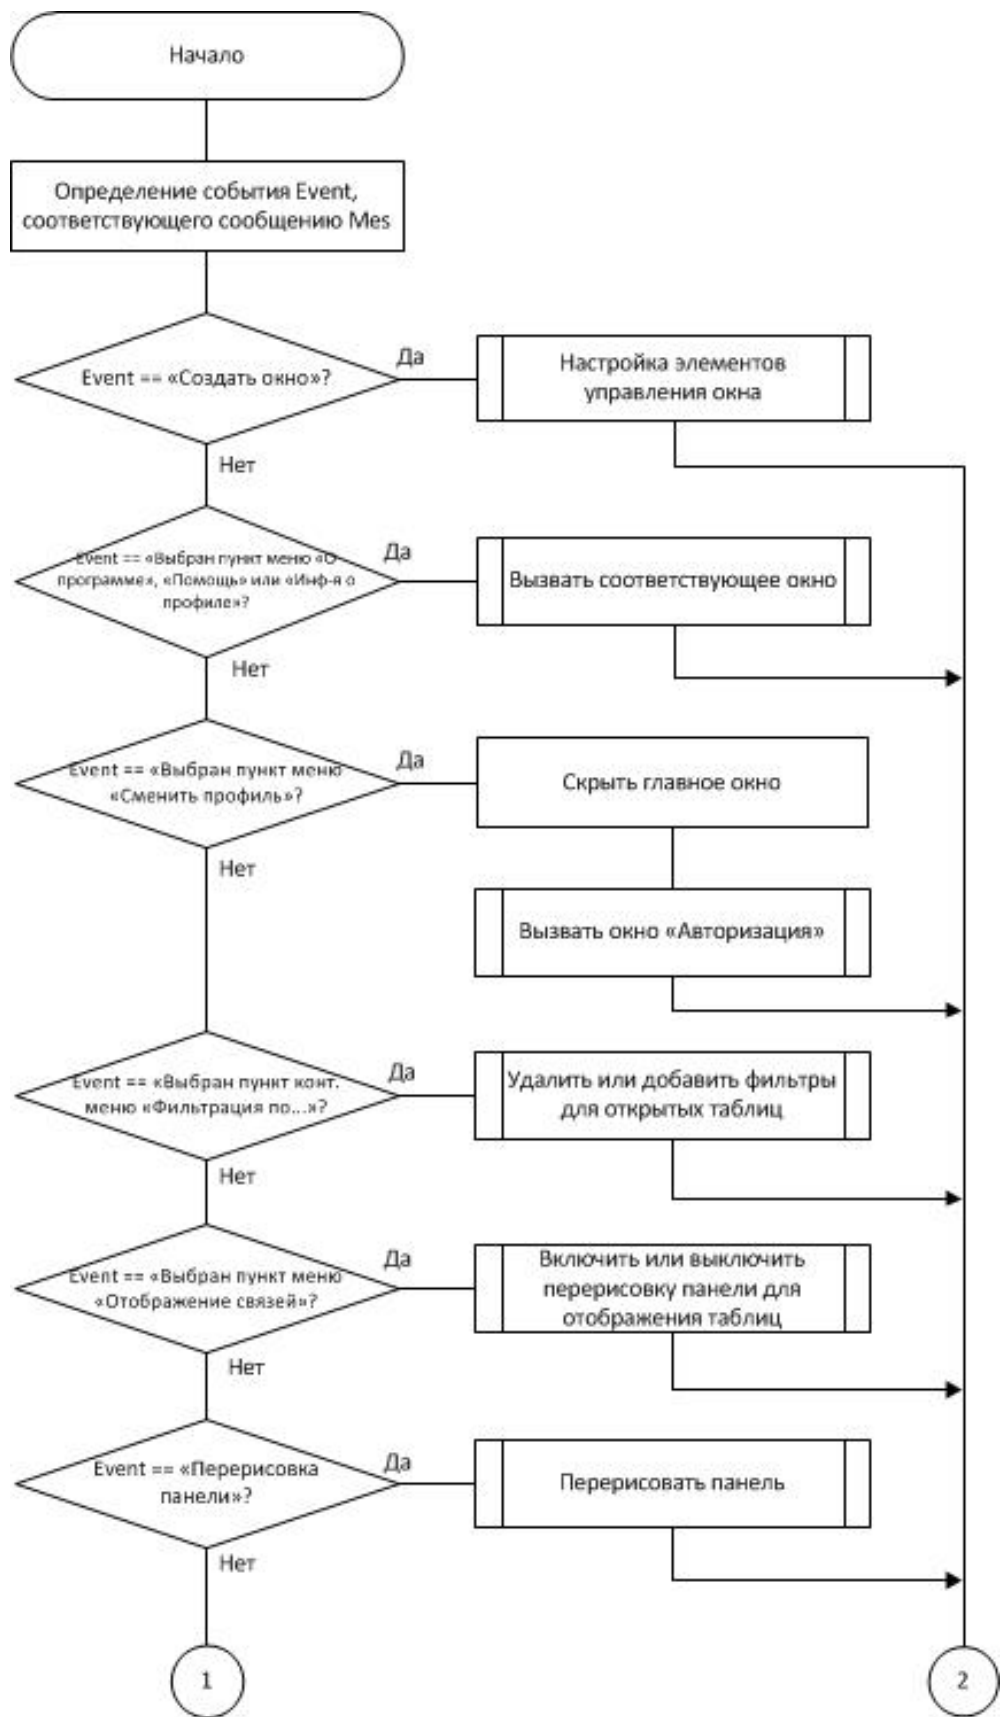 Начало
Определение события Event,
соответствующего сообщению Mes
Event == «Создать окно»?
Да
Настройка элементов
управления окна
Нет
Event == «Выбран пункт меню «О
программе», «Помощь» или «Инф-я о
профиле»?
Да
Вызвать соответствующее окно
Нет
Event == «Выбран пункт меню
«Сменить профиль»?
Да
Скрыть главное окно
Нет
Вызвать окно «Авторизация»
Event == «Выбран пункт конт.
меню «Фильтрация по...»?
Да
Удалить или добавить фильтры
для открытых таблиц
Нет
Event == «Выбран пункт меню
«Отображение связей»?
Да
Включить или выключить
перерисовку панели для
отображения таблиц
Нет
Event == «Перерисовка
панели»?
Да
Перерисовать панель
Нет
1
2